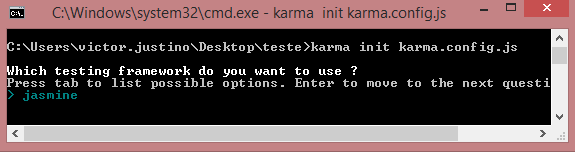 C:\Windows\system32\cmd.exe - karma init karma.config.js
C:\Users\victor.justino\Desktop\teste>karma init karma.config.js
Which testing framework do you want to use ?
Press tab to list possible options. Enter to move to the next questi
> jasmine